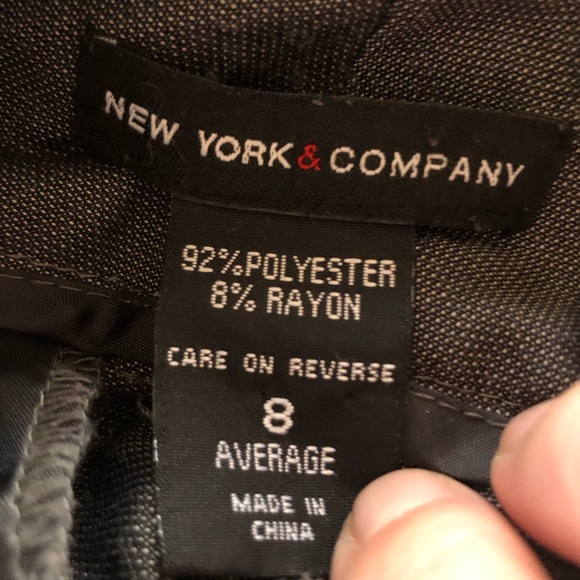 NEW YORK & COMPANY
92%POLYESTER
8% RAYON
CARE ON REVERSE
8
AVERAGE
MADE IN
CHINA